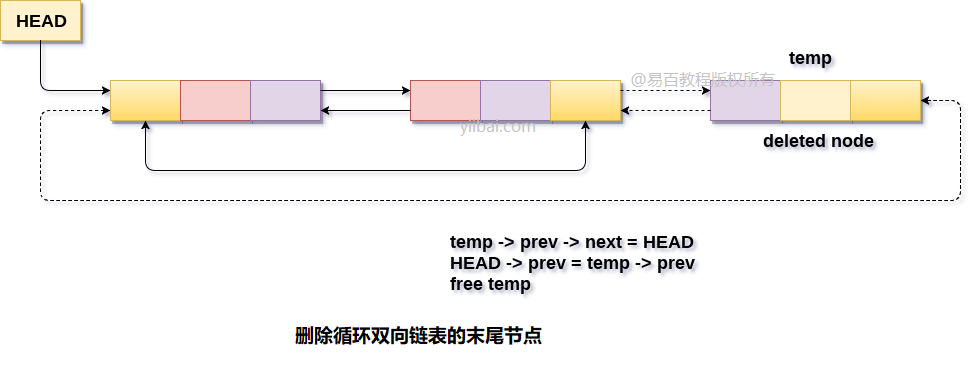 HEAD
temp
@易百教程版权所有
yiibai.com
deleted node
temp -> prev -> next = HEAD
HEAD -> prev = temp -> prev
free temp
删除循环双向链表的末尾节点